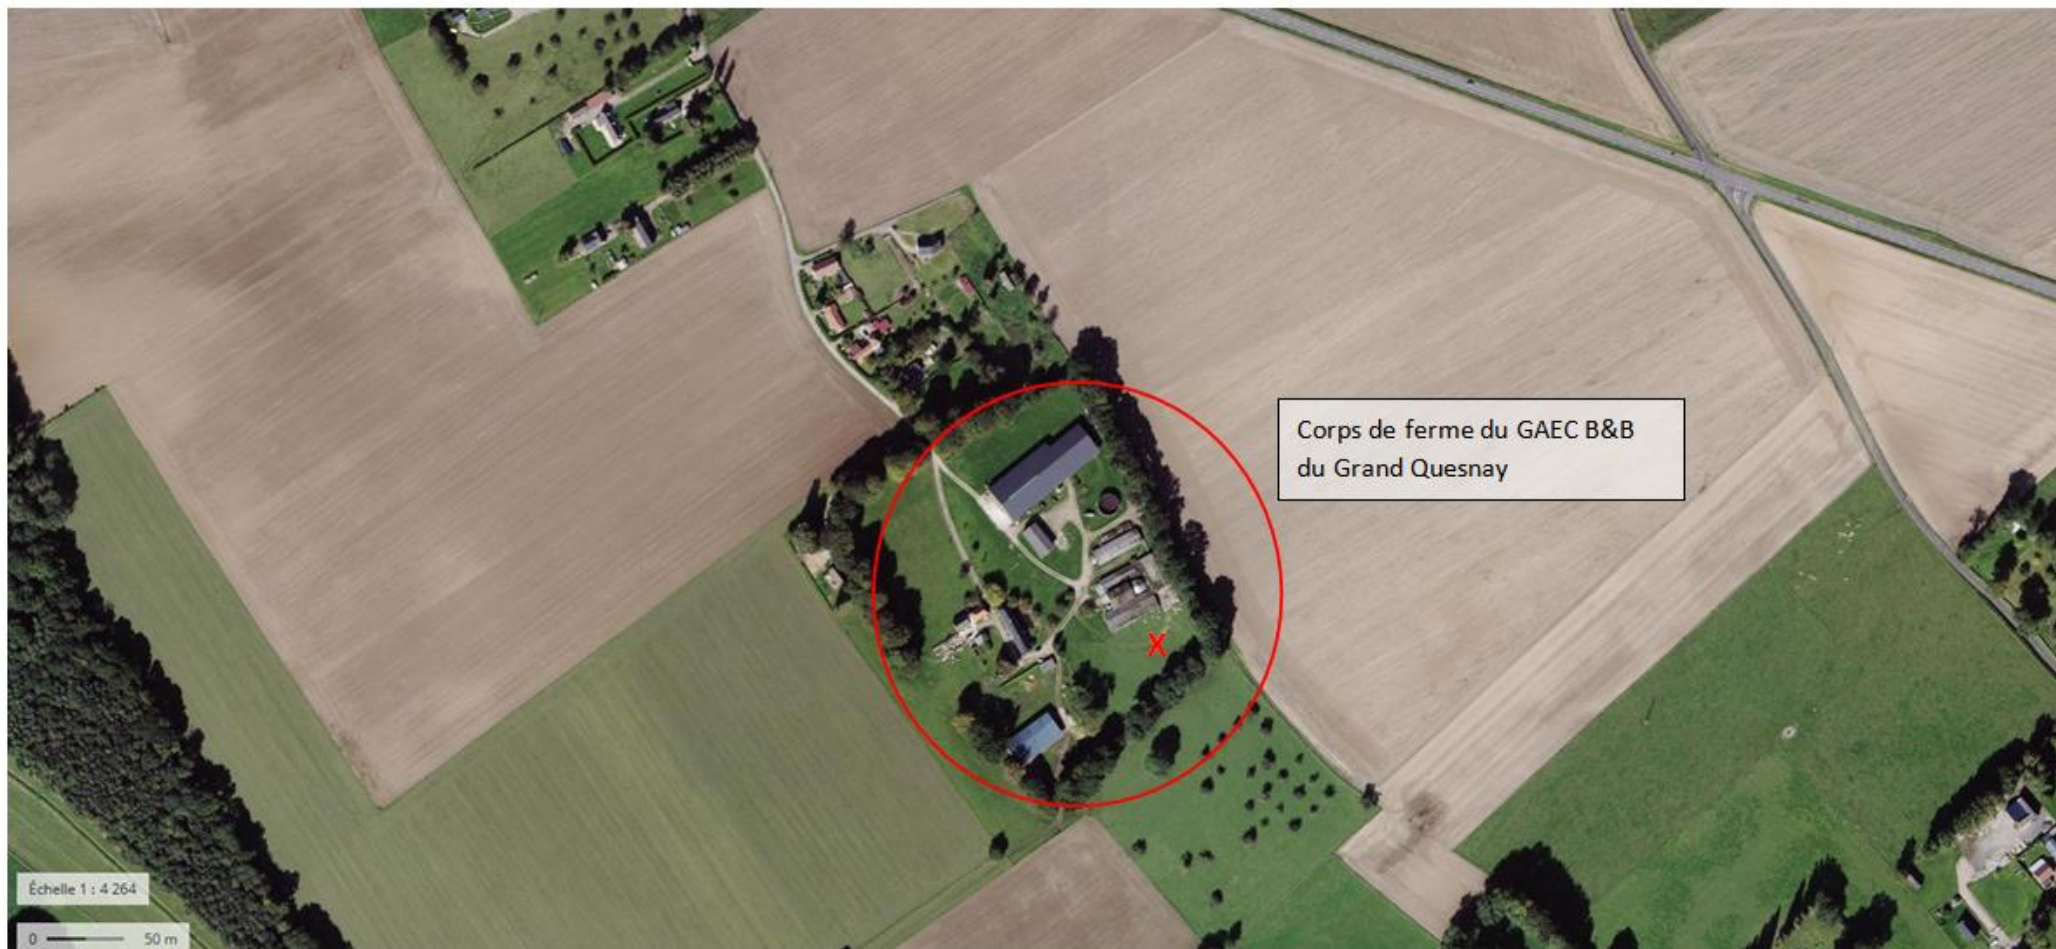 Corps de ferme du GAEC B&B
du Grand Quesnay
X
Échelle 1 : 4 264
0 50 m